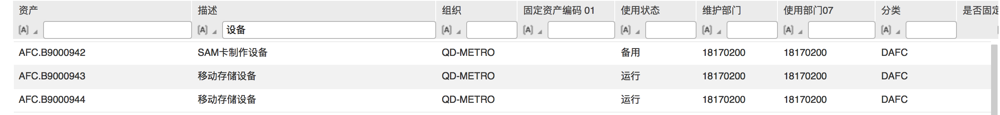 资产 描述 组织 固定资产编码 01 使用状态 维护部门 使用部门07 分类 是否固定
设备
AFC.B9000942 SAM卡制作设备 QD-METRO 备用 18170200 18170200 DAFC
AFC.B9000943 移动存储设备 QD-METRO 运行 18170200 18170200 DAFC
AFC.B9000944 移动存储设备 QD-METRO 运行 18170200 18170200 DAFC